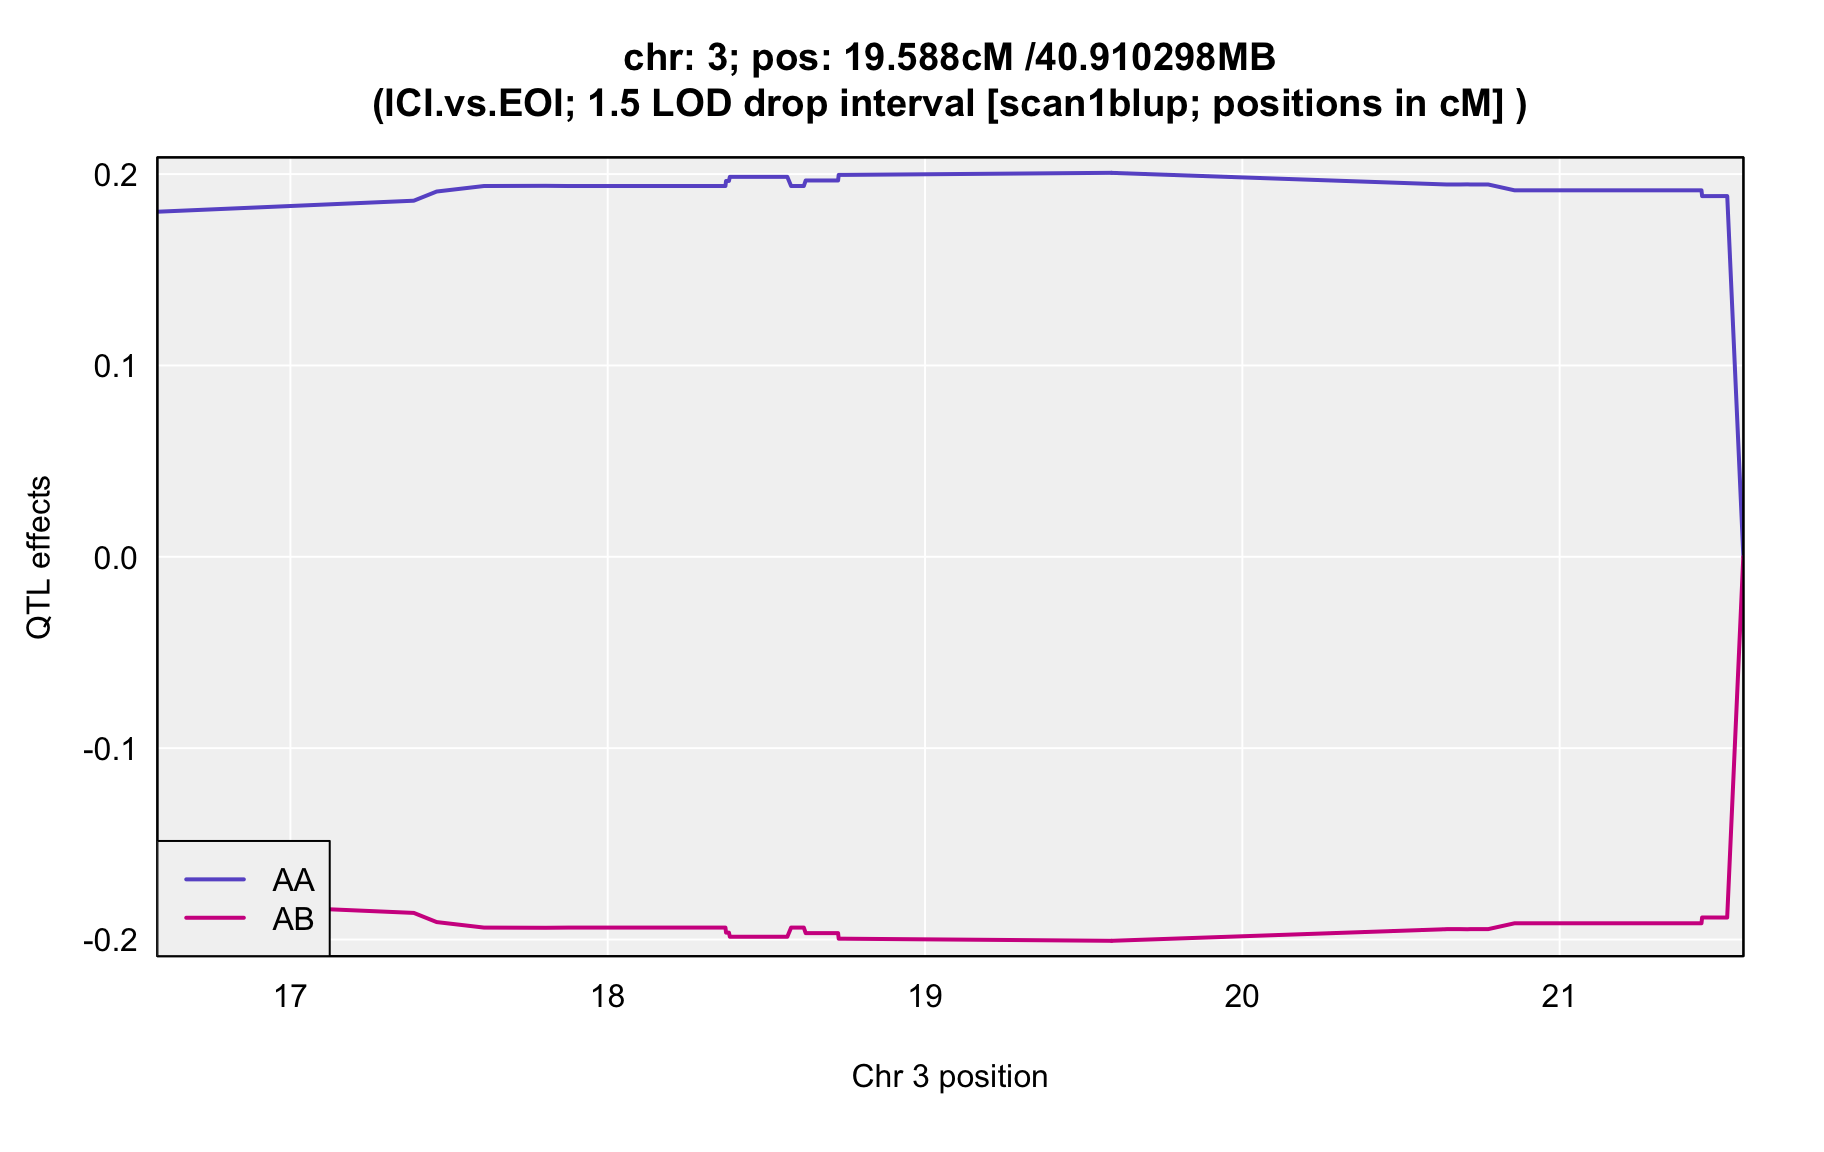 chr: 3; pos: 19.588cM /40.910298MB
(ICI.vs.EOI; 1.5 LOD drop interval [scan1blup; positions in cM] )
QTL effects
0.2
0.1
0.0
-0.1
-0.2
AA
AB
17 18 19 20 21
Chr 3 position